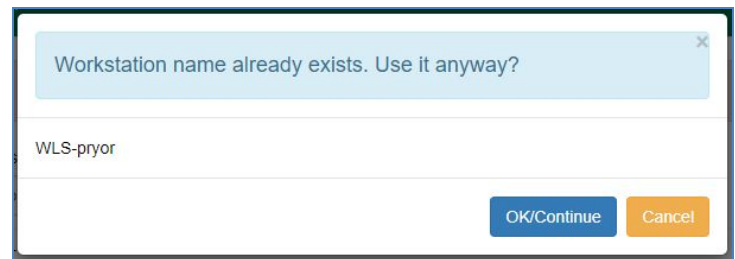 Workstation name already exists. Use it anyway?
×
WLS-pryor
OK/Continue Cancel